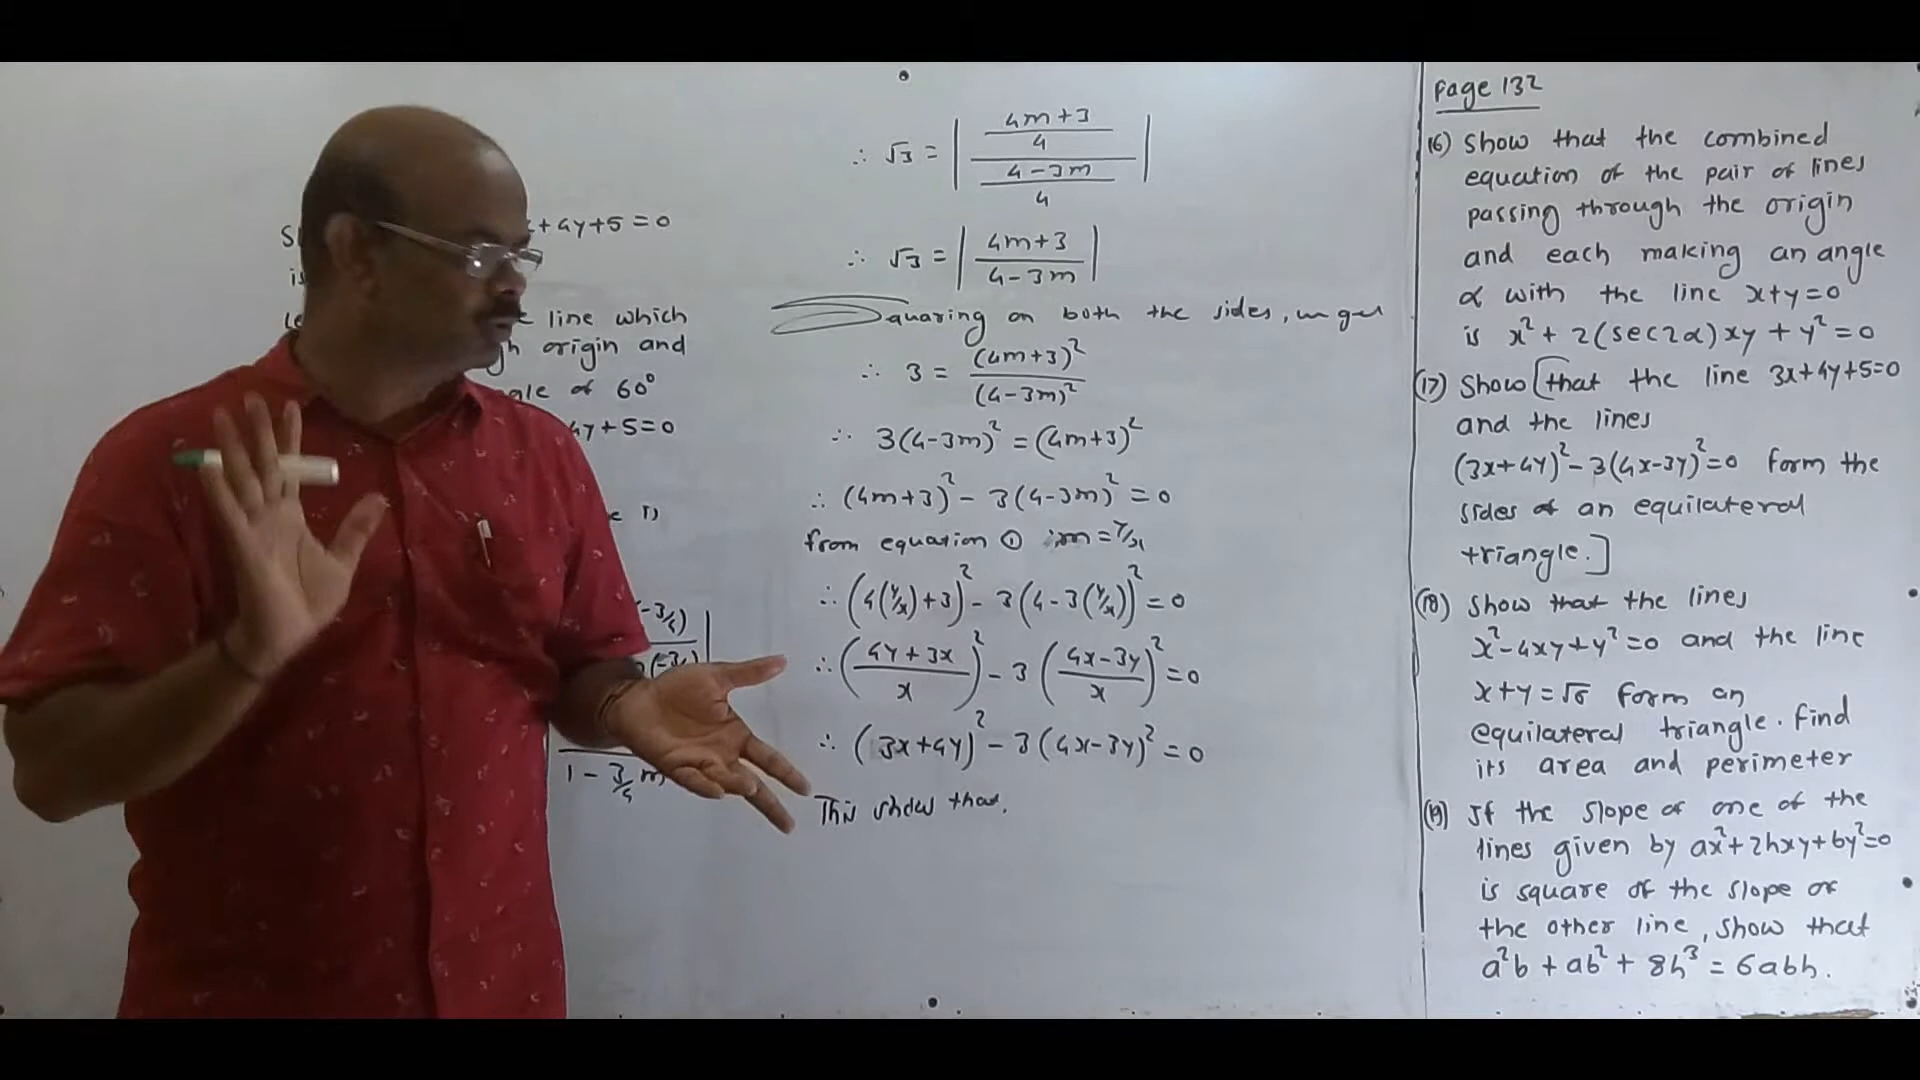 + 4y + 5 = 0
is
line which
origin and
angle of 60°
4y + 5 = 0
1 - 3/4 m
∴ √3 = | ((4m + 3)/4) / ((4 - 3m)/4) |
∴ √3 = | (4m + 3)/(4 - 3m) |
Squaring on both the sides, we get
∴ 3 = (4m + 3)² / (4 - 3m)²
∴ 3(4 - 3m)² = (4m + 3)²
∴ (4m + 3)² - 3(4 - 3m)² = 0
from equation ① m = y/x
∴ (4(y/x) + 3)² - 3(4 - 3(y/x))² = 0
∴ ((4y + 3x)/x)² - 3((4x - 3y)/x)² = 0
∴ (3x + 4y)² - 3(4x - 3y)² = 0
This show that.
Page 132
16) Show that the combined
equation of the pair of lines
passing through the origin
and each making an angle
α with the line x + y = 0
is x² + 2(sec2α)xy + y² = 0
(17) Show [that the line 3x + 4y + 5 = 0
and the lines
(3x + 4y)² - 3(4x - 3y)² = 0 form the
sides of an equilateral
triangle.]
(18) Show that the lines
x² - 4xy + y² = 0 and the line
x + y = √6 form an
equilateral triangle. Find
its area and perimeter
(19) If the slope of one of the
lines given by ax² + 2hxy + by² = 0
is square of the slope of
the other line, show that
a²b + ab² + 8h³ = 6abh.